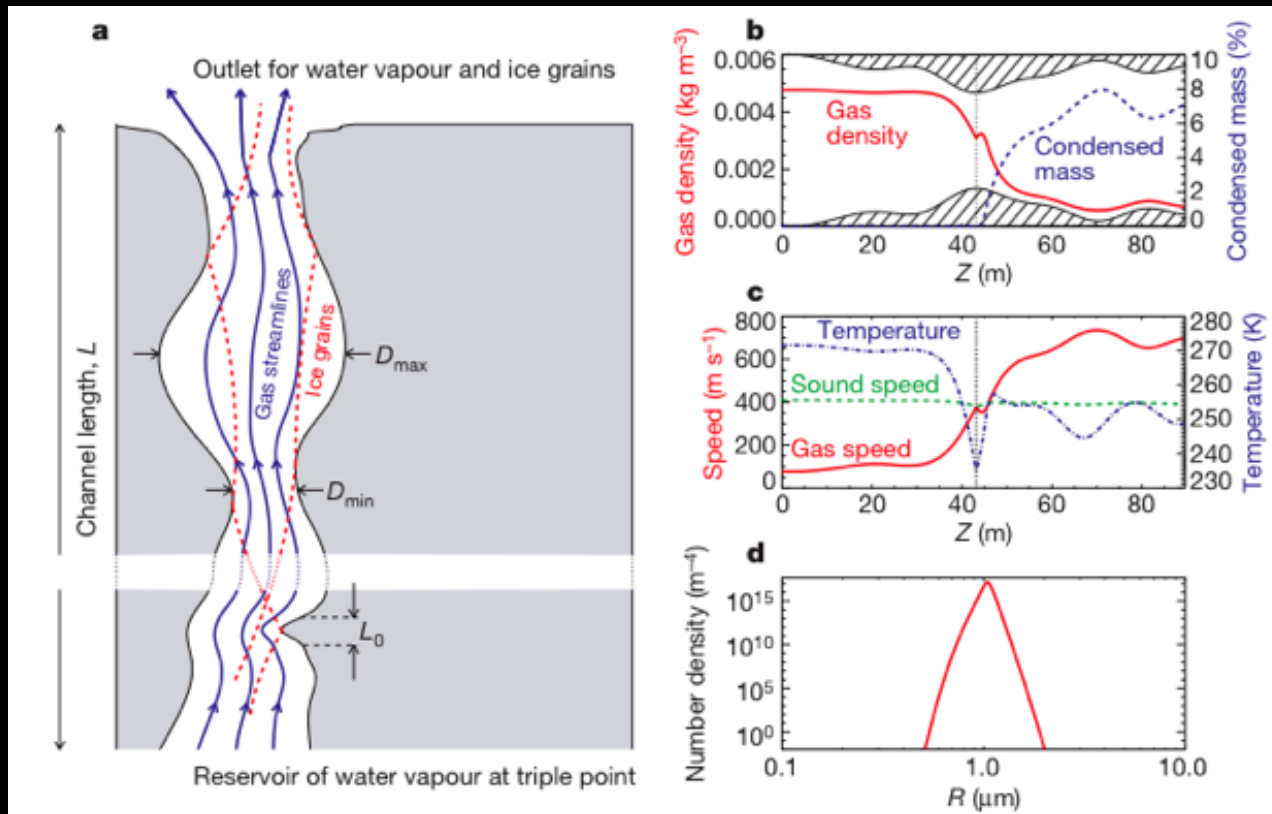 a
Outlet for water vapour and ice grains
Channel length, L
Gas streamlines
Ice grains
Dmax
Dmin
L0
Reservoir of water vapour at triple point
b
Gas density (kg m⁻³)
0.006
0.004
0.002
0.000
Gas
density
Condensed
mass
10
8
6
4
2
0
Condensed mass (%)
0 20 40 60 80
Z (m)
c
Speed (m s⁻¹)
800
600
400
200
0
Temperature
Sound speed
Gas speed
280
270
260
250
240
230
Temperature (K)
0 20 40 60 80
Z (m)
d
Number density (m⁻⁴)
10¹⁵
10¹⁰
10⁵
10⁰
0.1 1.0 10.0
R (μm)